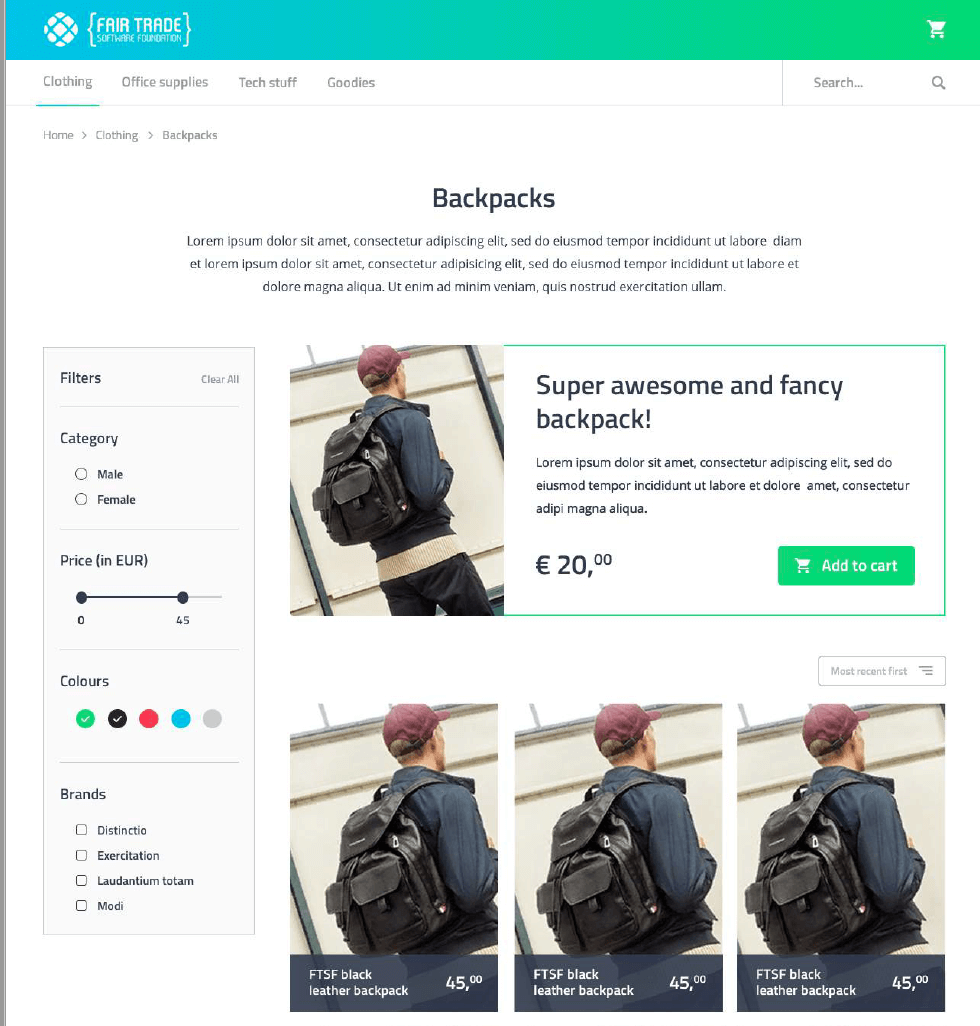 {FAIR TRADE}
SOFTWARE FOUNDATION
Clothing Office supplies Tech stuff Goodies Search...
Home > Clothing > Backpacks
Backpacks
Lorem ipsum dolor sit amet, consectetur adipiscing elit, sed do eiusmod tempor incididunt ut labore diam
et lorem ipsum dolor sit amet, consectetur adipisicing elit, sed do eiusmod tempor incididunt ut labore et
dolore magna aliqua. Ut enim ad minim veniam, quis nostrud exercitation ullam.
Filters Clear All
Category
Male
Female
Price (in EUR)
0 45
Colours
Brands
Distinctio
Exercitation
Laudantium totam
Modi
Super awesome and fancy
backpack!
Lorem ipsum dolor sit amet, consectetur adipiscing elit, sed do
eiusmod tempor incididunt ut labore et dolore amet, consectetur
adipi magna aliqua.
€ 20,00 Add to cart
Most recent first
FTSF black
leather backpack
45,00
FTSF black
leather backpack
45,00
FTSF black
leather backpack
45,00